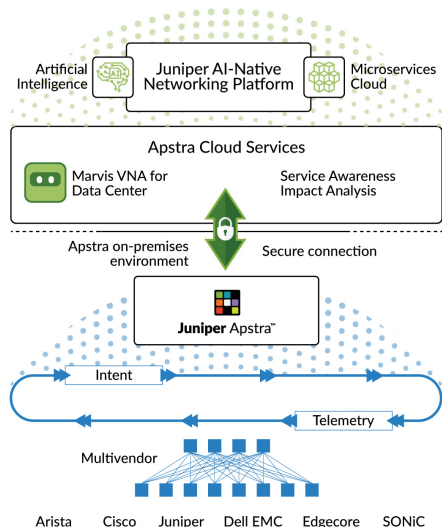 Artificial
Intelligence
AI
Juniper AI-Native
Networking Platform
Microservices
Cloud
Apstra Cloud Services
Marvis VNA for
Data Center
Service Awareness
Impact Analysis
Apstra on-premises
environment
Secure connection
Juniper Apstra™
Intent
Telemetry
Multivendor
Arista Cisco Juniper Dell EMC Edgecore SONiC